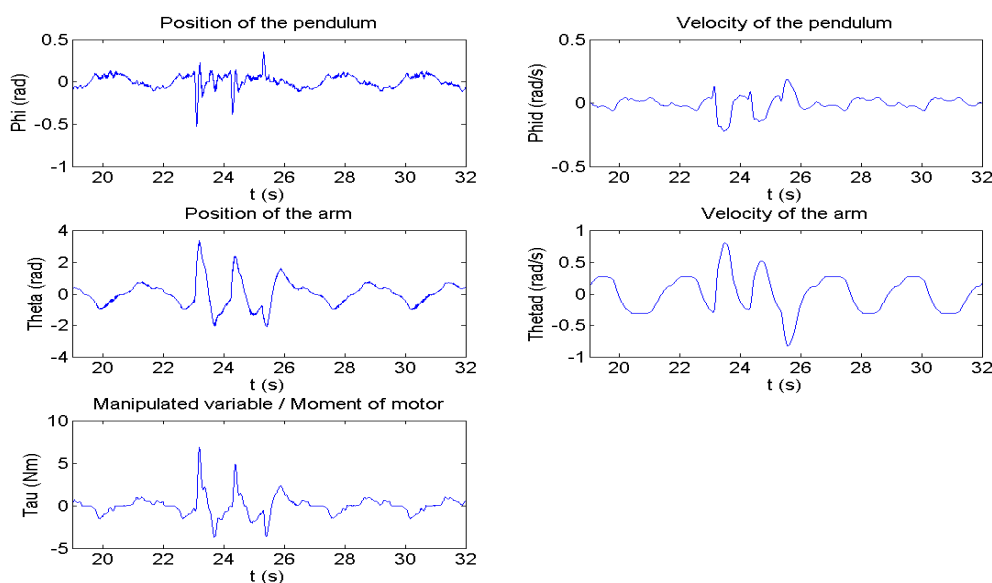 Position of the pendulum
0.5
0
-0.5
-1
Phi (rad)
20 22 24 26 28 30 32
t (s)
Velocity of the pendulum
0.5
0
-0.5
Phid (rad/s)
20 22 24 26 28 30 32
t (s)
Position of the arm
4
2
0
-2
-4
Theta (rad)
20 22 24 26 28 30 32
t (s)
Velocity of the arm
1
0.5
0
-0.5
-1
Thetad (rad/s)
20 22 24 26 28 30 32
t (s)
Manipulated variable / Moment of motor
10
5
0
-5
Tau (Nm)
20 22 24 26 28 30 32
t (s)